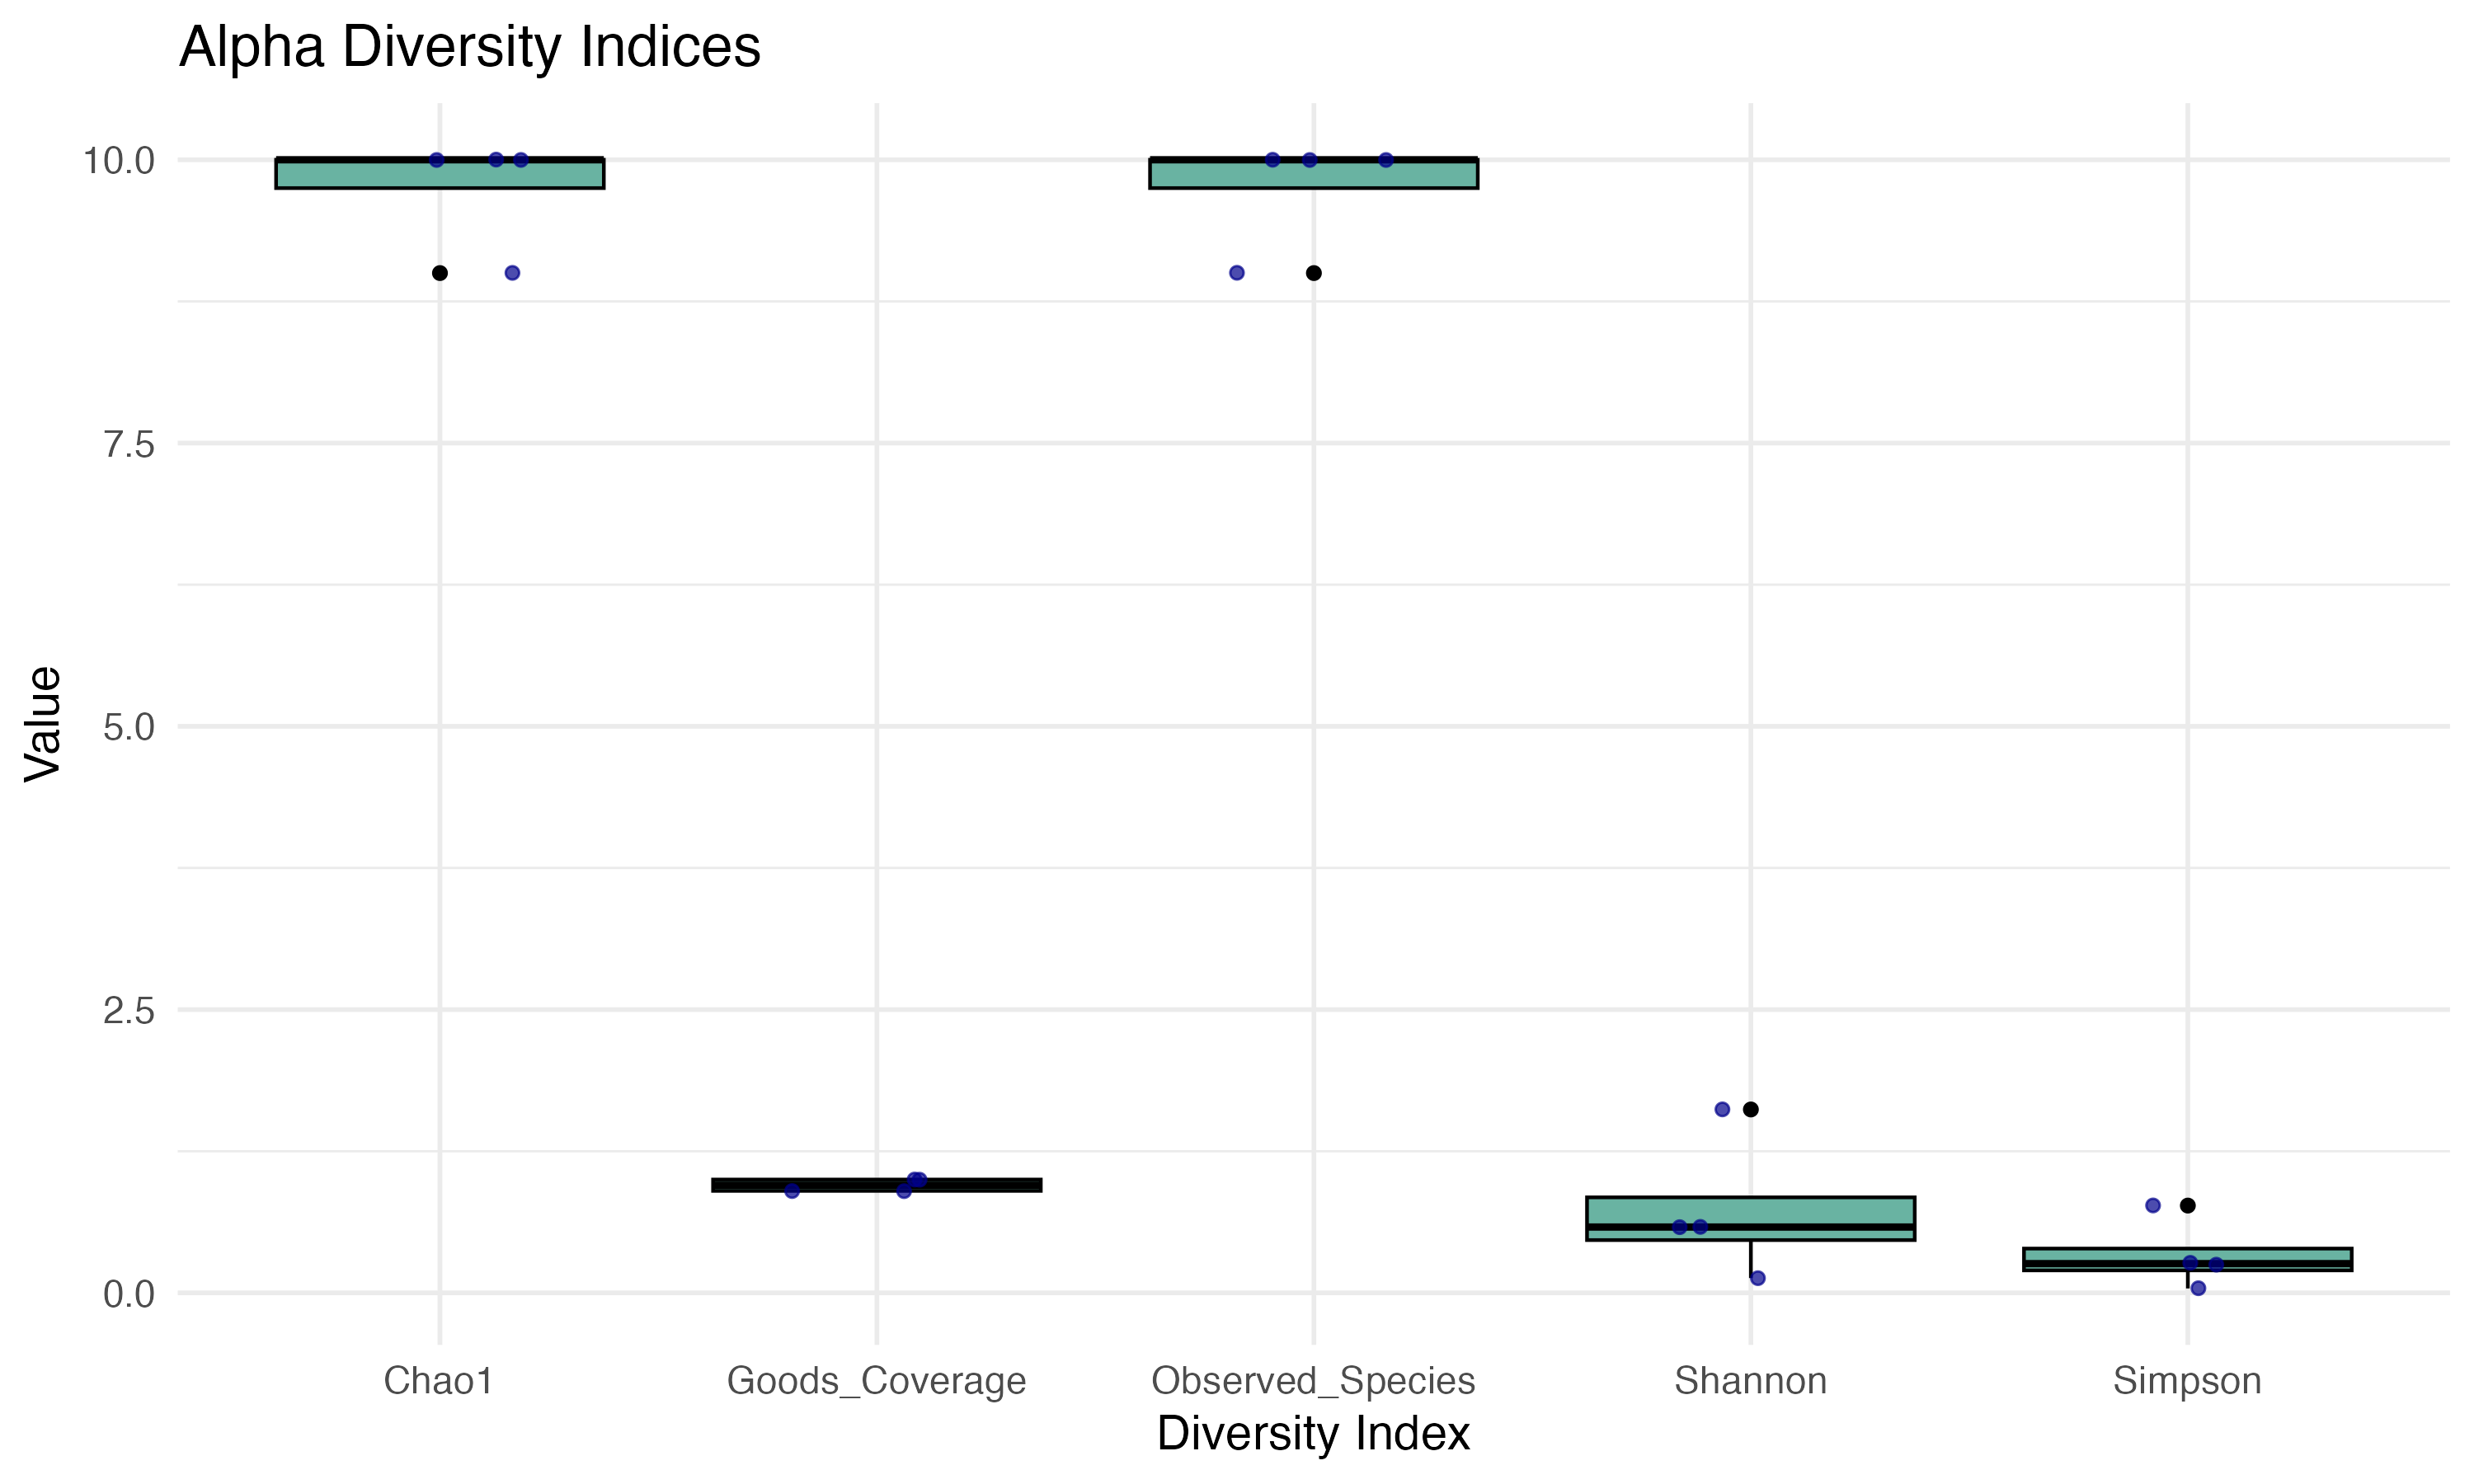 Alpha Diversity Indices
10.0
7.5
5.0
2.5
0.0
Value
Chao1 Goods_Coverage Observed_Species Shannon Simpson
Diversity Index